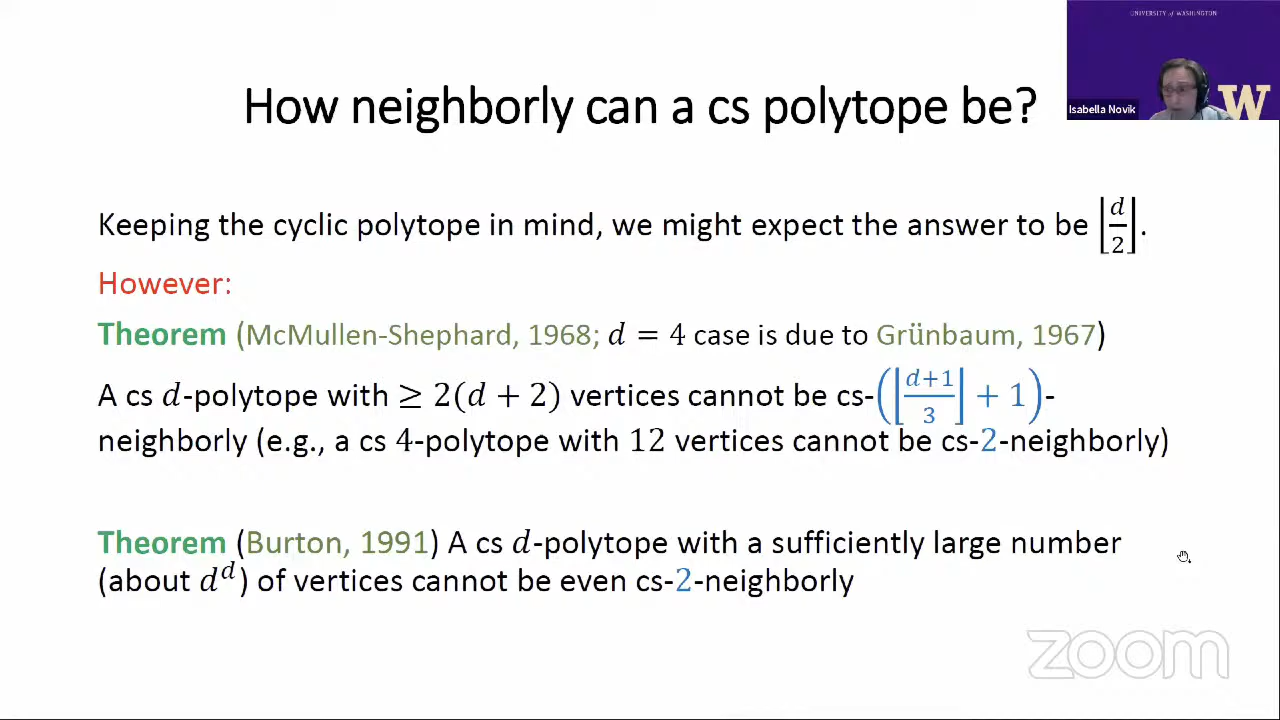 UNIVERSITY of WASHINGTON
How neighborly can a cs polytope be?
Isabella Novik
W
Keeping the cyclic polytope in mind, we might expect the answer to be ⌊d/2⌋.
However:
Theorem (McMullen-Shephard, 1968; d = 4 case is due to Grünbaum, 1967)
A cs d-polytope with ≥ 2(d + 2) vertices cannot be cs-(⌊(d+1)/3⌋ + 1)-
neighborly (e.g., a cs 4-polytope with 12 vertices cannot be cs-2-neighborly)
Theorem (Burton, 1991) A cs d-polytope with a sufficiently large number
(about d^d) of vertices cannot be even cs-2-neighborly
zoom